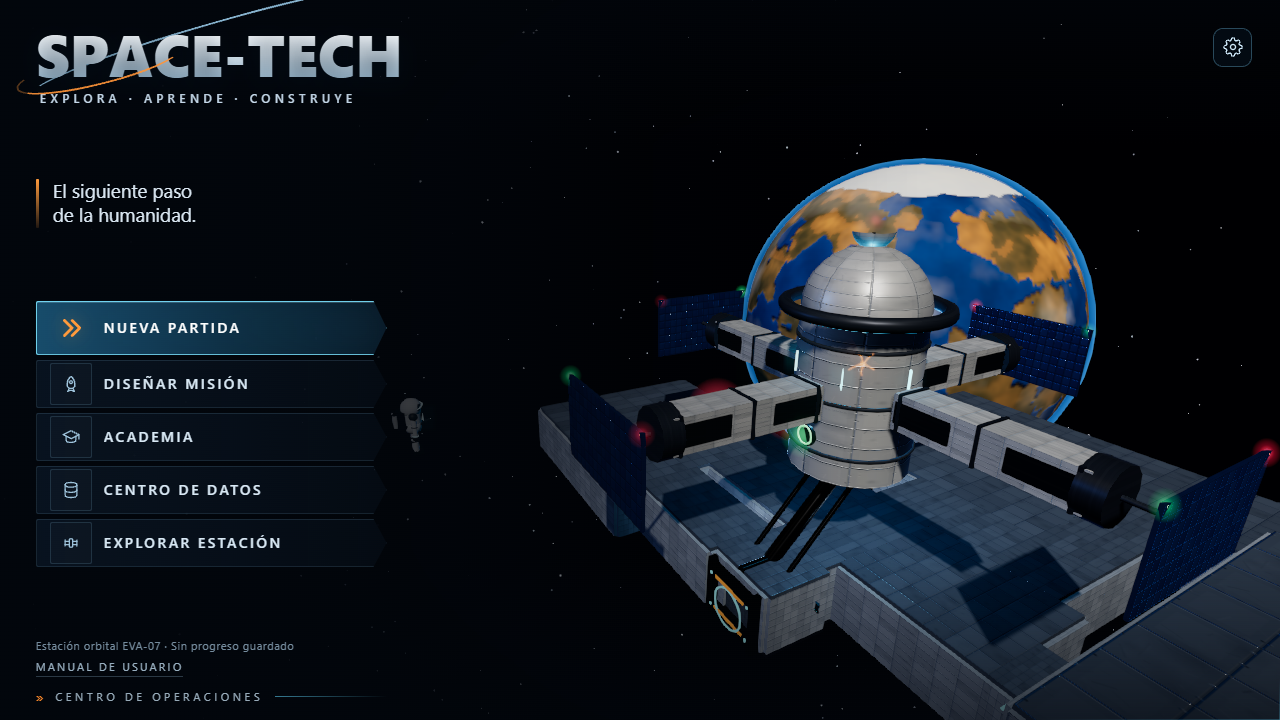 SPACE-TECH
EXPLORA · APRENDE · CONSTRUYE
El siguiente paso
de la humanidad.
NUEVA PARTIDA
DISEÑAR MISIÓN
ACADEMIA
CENTRO DE DATOS
EXPLORAR ESTACIÓN
Estación orbital EVA-07 · Sin progreso guardado
MANUAL DE USUARIO
» CENTRO DE OPERACIONES